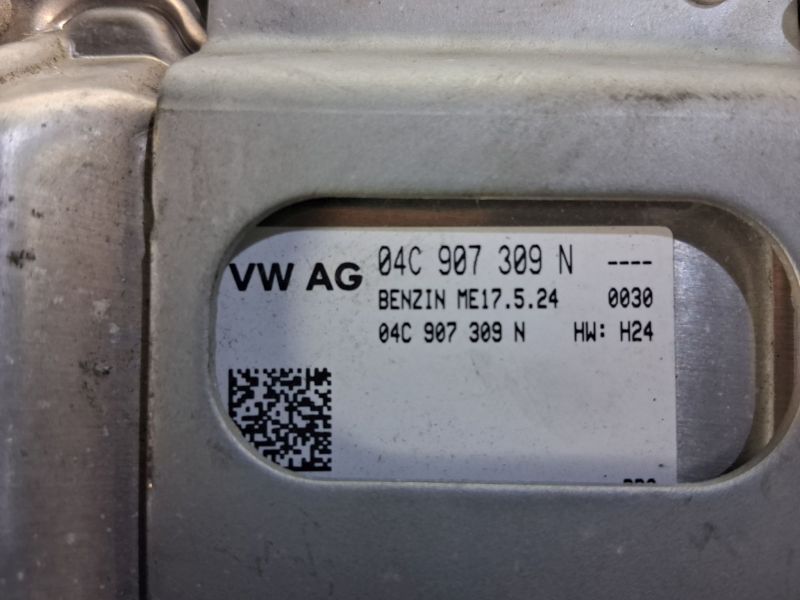 VW AG 04C 907 309 N ----
BENZIN ME17.5.24 0030
04C 907 309 N HW: H24